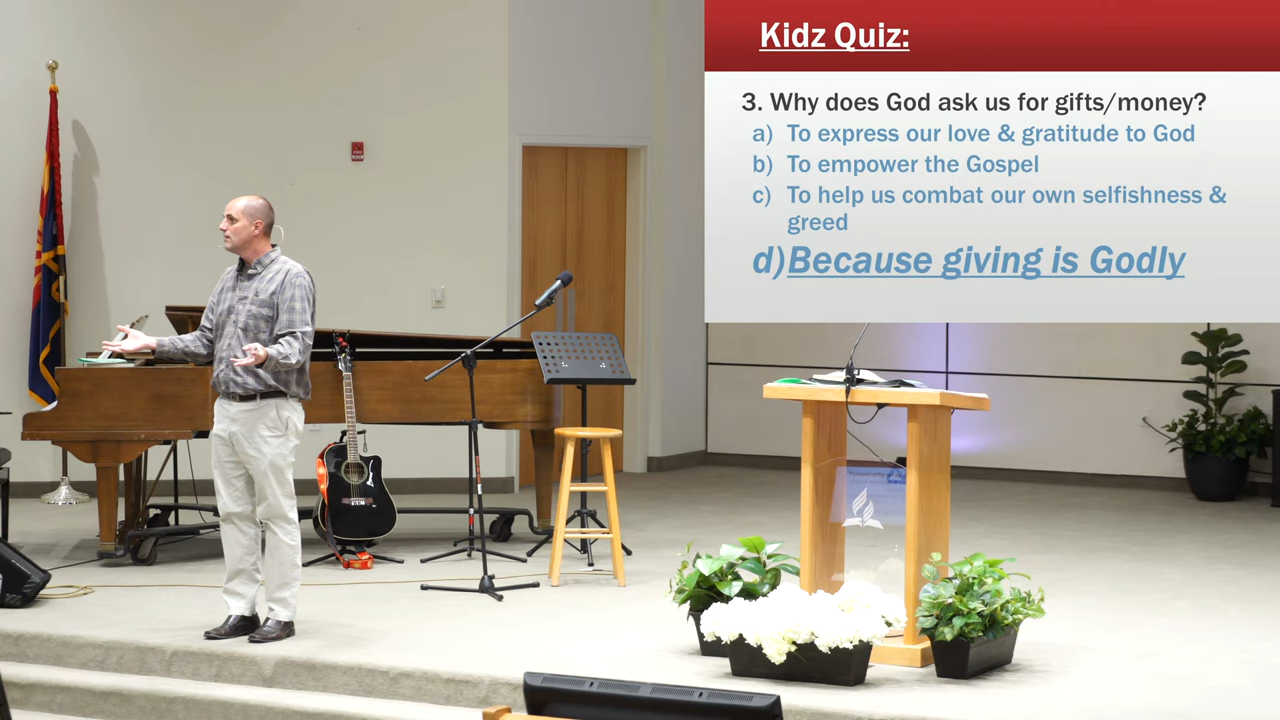 Kidz Quiz:
3. Why does God ask us for gifts/money?
a) To express our love & gratitude to God
b) To empower the Gospel
c) To help us combat our own selfishness &
greed
d)Because giving is Godly